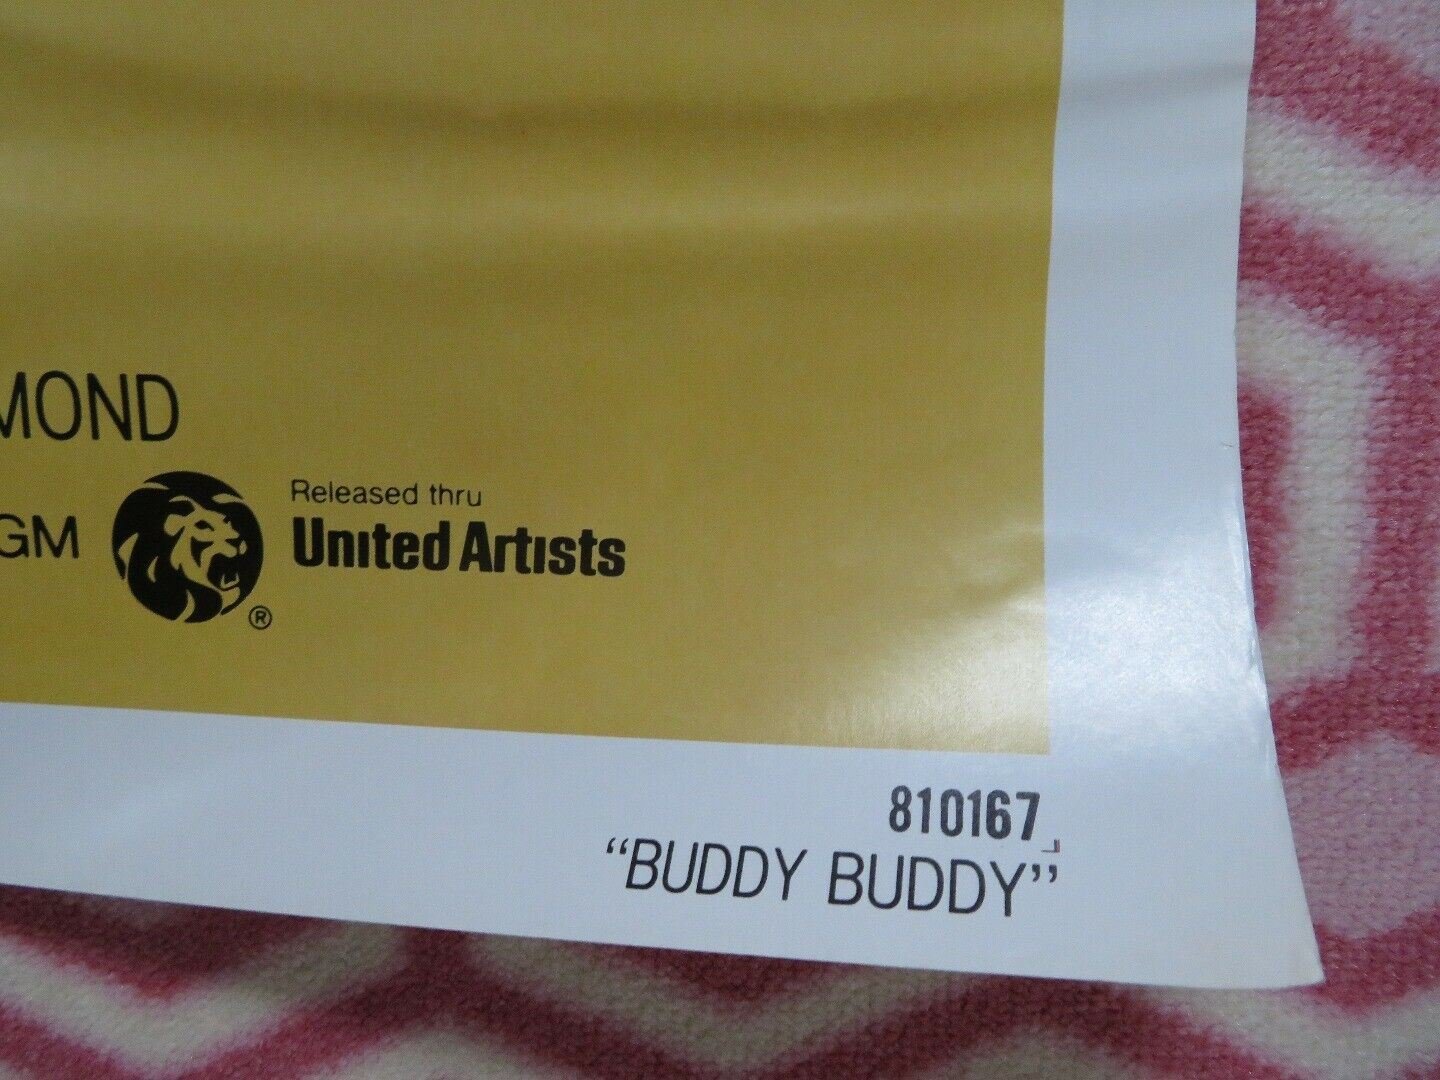 MOND
GM
Released thru
United Artists
®
810167
“BUDDY BUDDY”